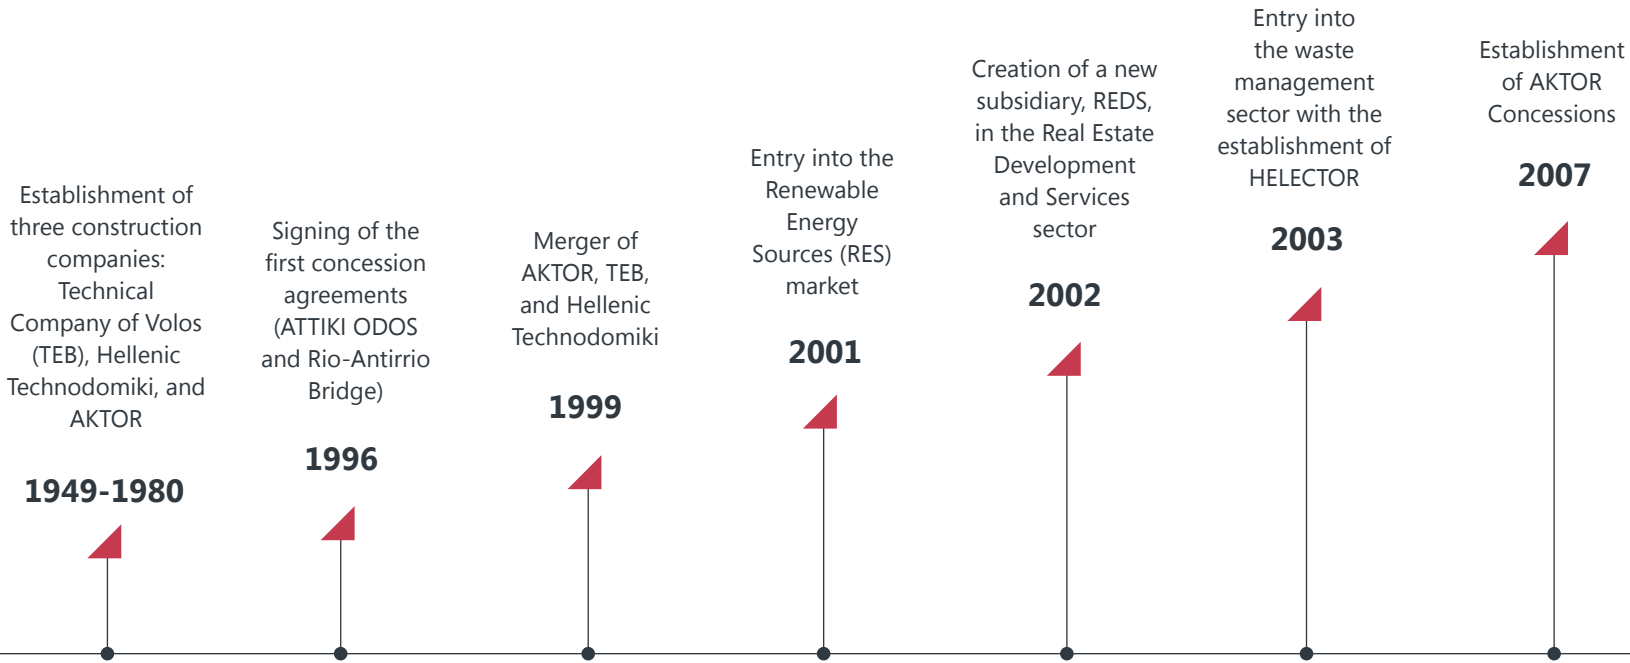 Establishment of
three construction
companies:
Technical
Company of Volos
(TEB), Hellenic
Technodomiki, and
AKTOR
1949-1980
Signing of the
first concession
agreements
(ATTIKI ODOS
and Rio-Antirrio
Bridge)
1996
Merger of
AKTOR, TEB,
and Hellenic
Technodomiki
1999
Entry into the
Renewable
Energy
Sources (RES)
market
2001
Creation of a new
subsidiary, REDS,
in the Real Estate
Development
and Services
sector
2002
Entry into
the waste
management
sector with the
establishment of
HELECTOR
2003
Establishment
of AKTOR
Concessions
2007